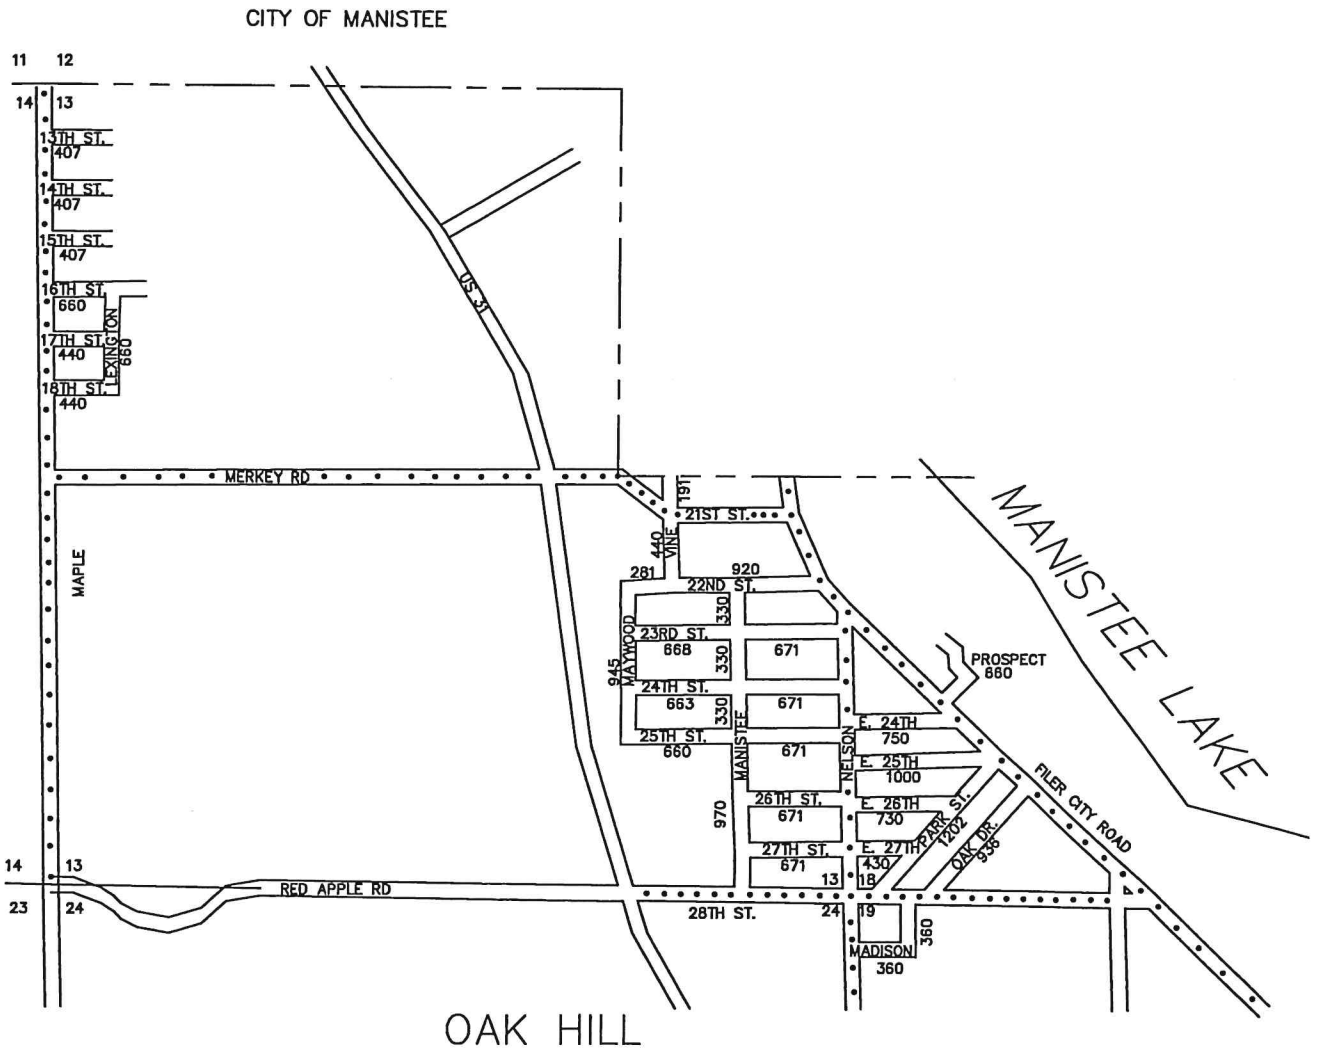 CITY OF MANISTEE
11 12
14 13
13TH ST.
407
14TH ST.
407
15TH ST.
407
16TH ST.
660
LEXINGTON
660
17TH ST.
440
18TH ST.
440
US 31
MERKEY RD
MAPLE
191
21ST ST.
440
VINE
281
920
22ND ST.
330
23RD ST.
MAYWOOD
945
668
330
671
24TH ST.
663
330
671
25TH ST.
660
MANISTEE
671
NELSON
970
26TH ST.
671
27TH ST.
671
PROSPECT
660
E. 24TH
750
E. 25TH
1000
E. 26TH
730
E. 27TH
430
PARK ST.
1202
OAK DR.
936
FILER CITY ROAD
MANISTEE LAKE
14 13
23 24
RED APPLE RD
28TH ST.
13 18
24 19
360
MADISON
360
OAK HILL